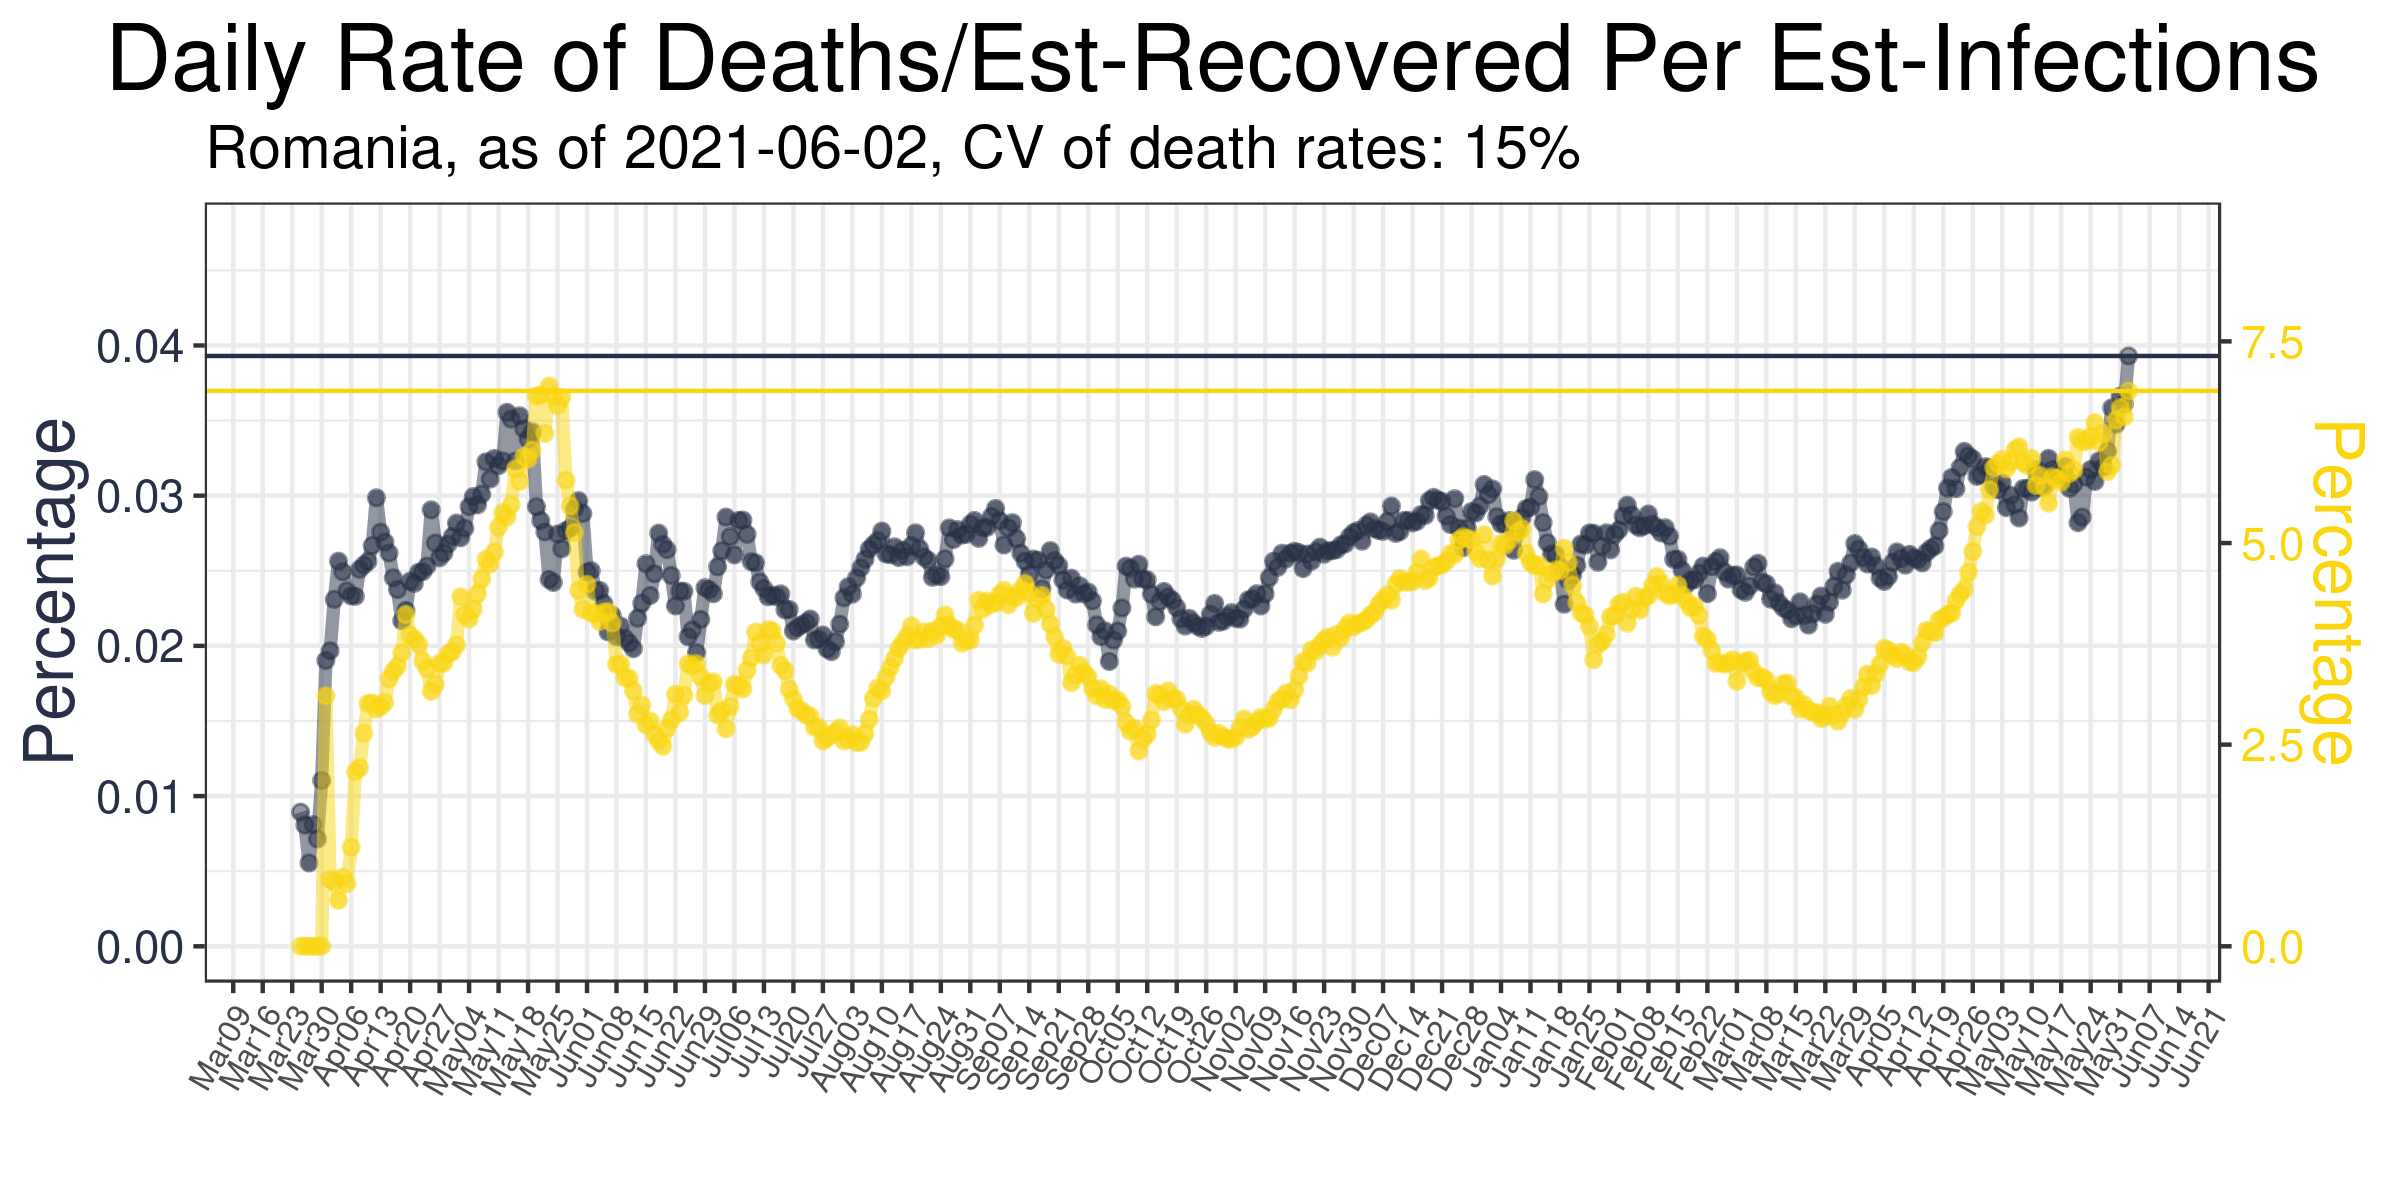 Daily Rate of Deaths/Est-Recovered Per Est-Infections
Romania, as of 2021-06-02, CV of death rates: 15%
Percentage
0.04
0.03
0.02
0.01
0.00
7.5
5.0
2.5
0.0
Percentage
Mar09 Mar16 Mar23 Mar30 Apr06 Apr13 Apr20 Apr27 May04 May11 May18 May25 Jun01 Jun08 Jun15 Jun22 Jun29 Jul06 Jul13 Jul20 Jul27 Aug03 Aug10 Aug17 Aug24 Aug31 Sep07 Sep14 Sep21 Sep28 Oct05 Oct12 Oct19 Oct26 Nov02 Nov09 Nov16 Nov23 Nov30 Dec07 Dec14 Dec21 Dec28 Jan04 Jan11 Jan18 Jan25 Feb01 Feb08 Feb15 Feb22 Mar01 Mar08 Mar15 Mar22 Mar29 Apr05 Apr12 Apr19 Apr26 May03 May10 May17 May24 May31 Jun07 Jun14 Jun21